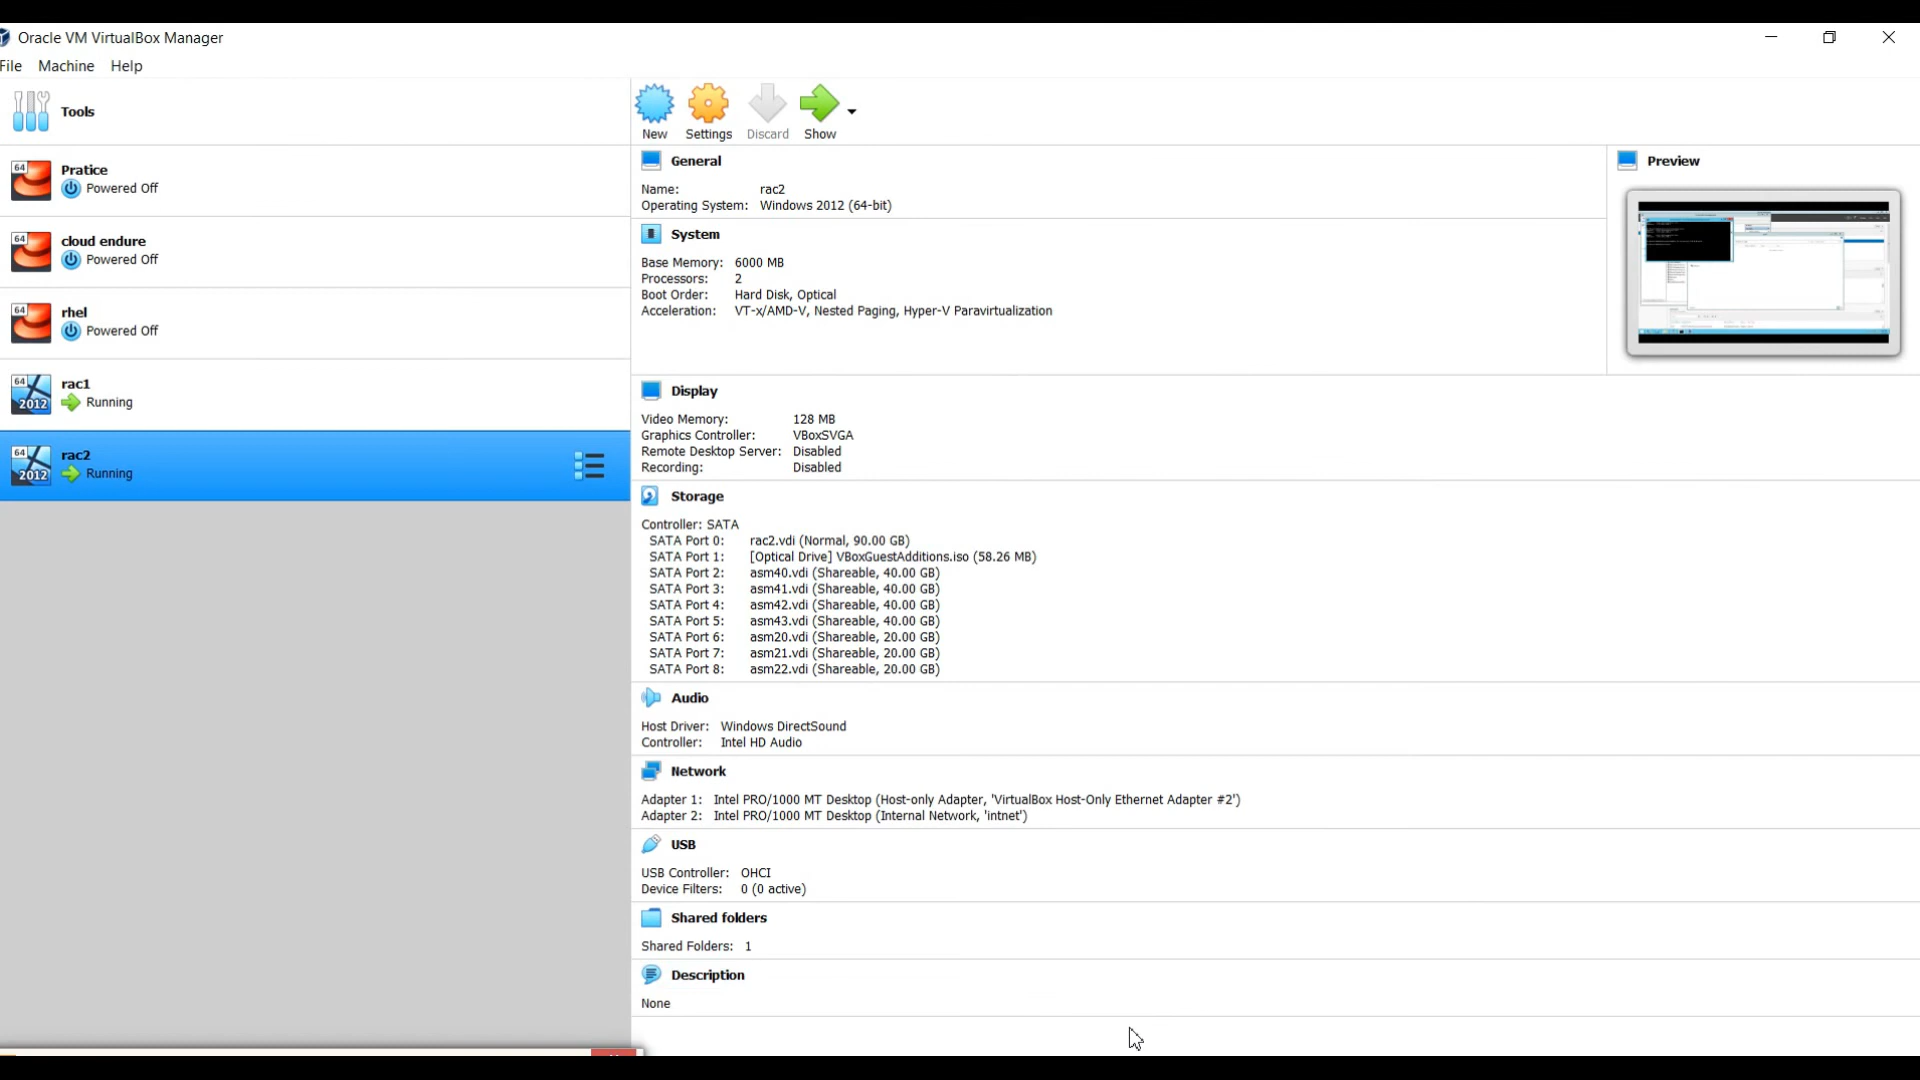 Oracle VM VirtualBox Manager
File Machine Help
Tools
64 Pratice
Powered Off
64 cloud endure
Powered Off
64 rhel
Powered Off
64 2012 rac1
Running
64 2012 rac2
Running
New Settings Discard Show
General
Name: rac2
Operating System: Windows 2012 (64-bit)
Preview
System
Base Memory: 6000 MB
Processors: 2
Boot Order: Hard Disk, Optical
Acceleration: VT-x/AMD-V, Nested Paging, Hyper-V Paravirtualization
Display
Video Memory: 128 MB
Graphics Controller: VBoxSVGA
Remote Desktop Server: Disabled
Recording: Disabled
Storage
Controller: SATA
SATA Port 0: rac2.vdi (Normal, 90.00 GB)
SATA Port 1: [Optical Drive] VBoxGuestAdditions.iso (58.26 MB)
SATA Port 2: asm40.vdi (Shareable, 40.00 GB)
SATA Port 3: asm41.vdi (Shareable, 40.00 GB)
SATA Port 4: asm42.vdi (Shareable, 40.00 GB)
SATA Port 5: asm43.vdi (Shareable, 40.00 GB)
SATA Port 6: asm20.vdi (Shareable, 20.00 GB)
SATA Port 7: asm21.vdi (Shareable, 20.00 GB)
SATA Port 8: asm22.vdi (Shareable, 20.00 GB)
Audio
Host Driver: Windows DirectSound
Controller: Intel HD Audio
Network
Adapter 1: Intel PRO/1000 MT Desktop (Host-only Adapter, 'VirtualBox Host-Only Ethernet Adapter #2')
Adapter 2: Intel PRO/1000 MT Desktop (Internal Network, 'intnet')
USB
USB Controller: OHCI
Device Filters: 0 (0 active)
Shared folders
Shared Folders: 1
Description
None